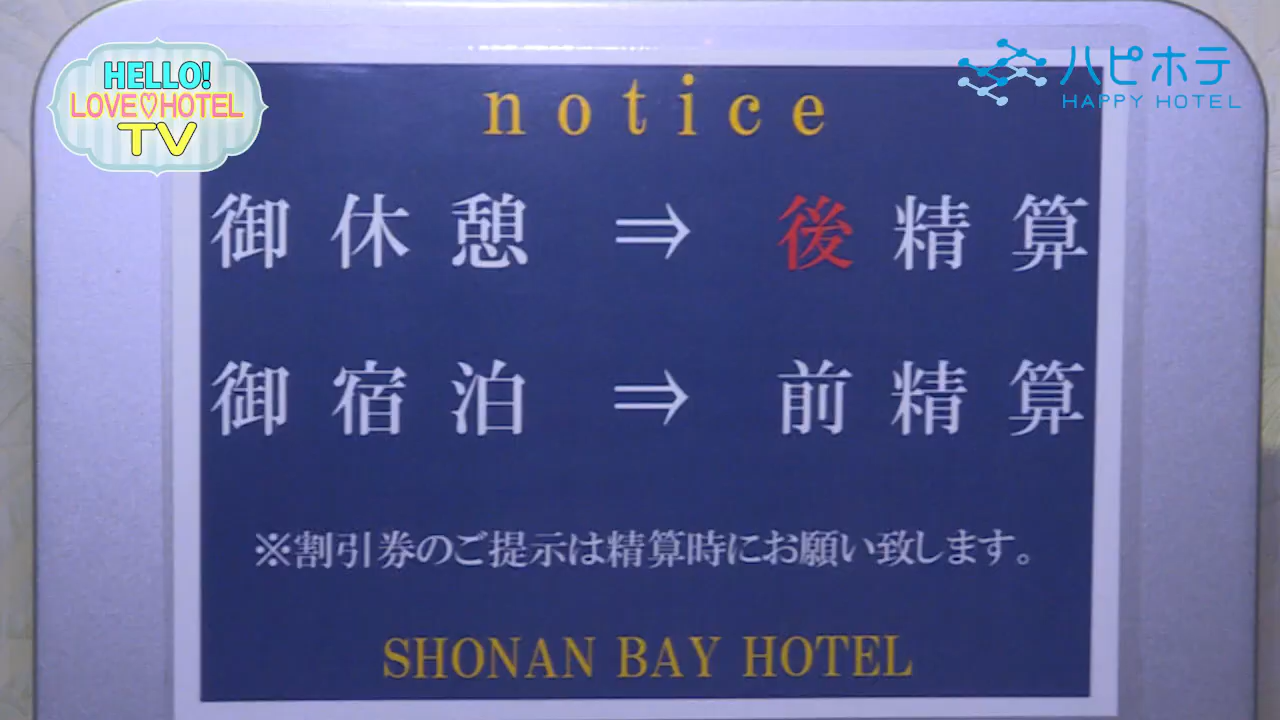 HELLO!
LOVE♡HOTEL
TV
ハピホテ
HAPPY HOTEL
notice
御休憩 ⇒ 後精算
御宿泊 ⇒ 前精算
※割引券のご提示は精算時にお願い致します。
SHONAN BAY HOTEL